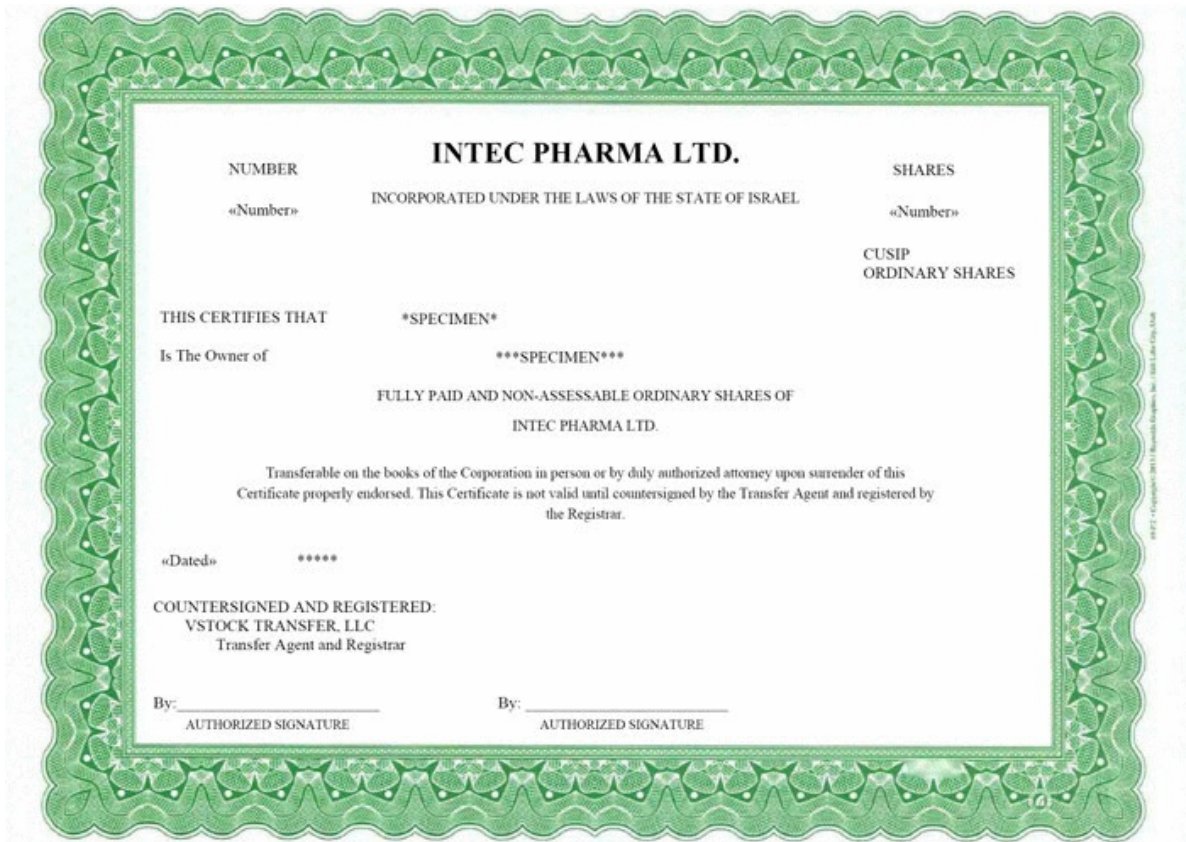 INTEC PHARMA LTD.
NUMBER
SHARES
INCORPORATED UNDER THE LAWS OF THE STATE OF ISRAEL
«Number»
«Number»
CUSIP
ORDINARY SHARES
THIS CERTIFIES THAT *SPECIMEN*
Is The Owner of ***SPECIMEN***
FULLY PAID AND NON-ASSESSABLE ORDINARY SHARES OF
INTEC PHARMA LTD.
Transferable on the books of the Corporation in person or by duly authorized attorney upon surrender of this
Certificate properly endorsed. This Certificate is not valid until countersigned by the Transfer Agent and registered by
the Registrar.
«Dated» *****
COUNTERSIGNED AND REGISTERED:
VSTOCK TRANSFER, LLC
Transfer Agent and Registrar
By:____________________ By: ____________________
AUTHORIZED SIGNATURE AUTHORIZED SIGNATURE